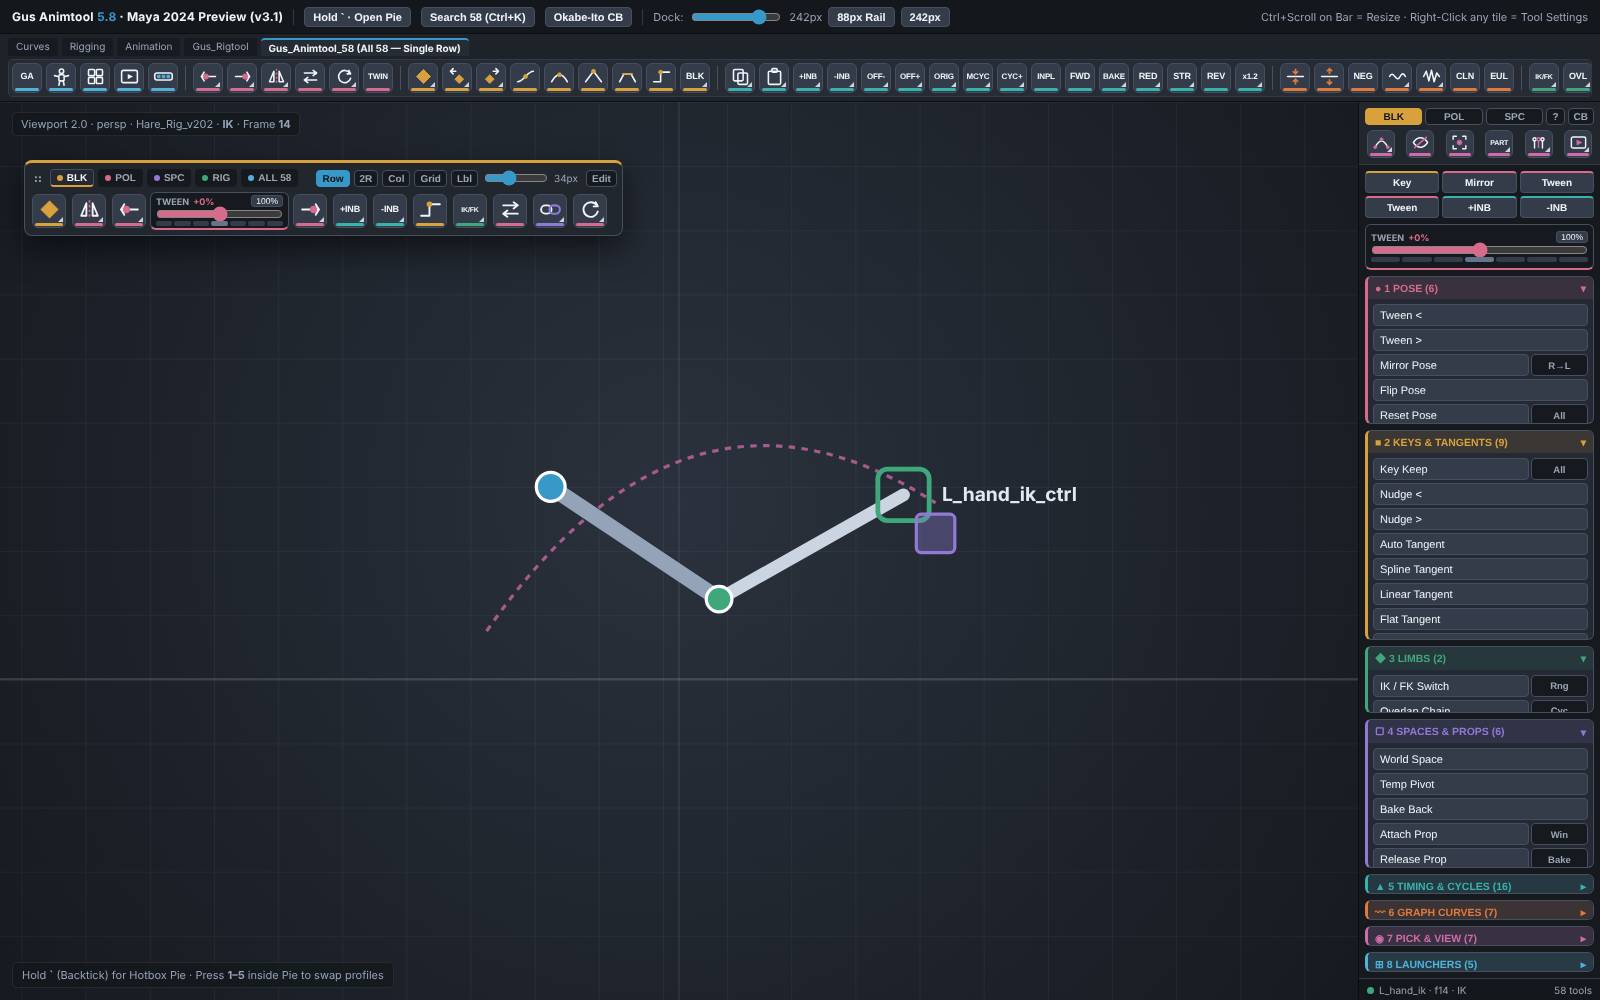 Gus Animtool 5.8 · Maya 2024 Preview (v3.1)
Hold ` · Open Pie
Search 58 (Ctrl+K)
Okabe-Ito CB
Dock:
242px
88px Rail
242px
Ctrl+Scroll on Bar = Resize · Right-Click any tile = Tool Settings
Curves
Rigging
Animation
Gus_Rigtool
Gus_Animtool_58 (All 58 — Single Row)
GA
TWIN
BLK
+INB
-INB
OFF-
OFF+
ORIG
MCYC
CYC+
INPL
FWD
BAKE
RED
STR
REV
x1.2
NEG
CLN
EUL
IK/FK
OVL
Viewport 2.0 · persp · Hare_Rig_v202 · IK · Frame 14
BLK
POL
SPC
RIG
ALL 58
Row
2R
Col
Grid
Lbl
34px
Edit
TWEEN +0%
100%
+INB
-INB
IK/FK
L_hand_ik_ctrl
Hold ` (Backtick) for Hotbox Pie · Press 1–5 inside Pie to swap profiles
BLK
POL
SPC
?
CB
PART
Key
Mirror
Tween
Tween
+INB
-INB
TWEEN +0%
100%
● 1 POSE (6) ▾
Tween <
Tween >
Mirror Pose
R→L
Flip Pose
Reset Pose
All
■ 2 KEYS & TANGENTS (9) ▾
Key Keep
All
Nudge <
Nudge >
Auto Tangent
Spline Tangent
Linear Tangent
Flat Tangent
◆ 3 LIMBS (2) ▾
IK / FK Switch
Rng
Overlap Chain
Cyc
4 SPACES & PROPS (6) ▾
World Space
Temp Pivot
Bake Back
Attach Prop
Win
Release Prop
Bake
▲ 5 TIMING & CYCLES (16) ▸
6 GRAPH CURVES (7) ▸
◉ 7 PICK & VIEW (7) ▸
⊞ 8 LAUNCHERS (5) ▸
L_hand_ik · f14 · IK
58 tools